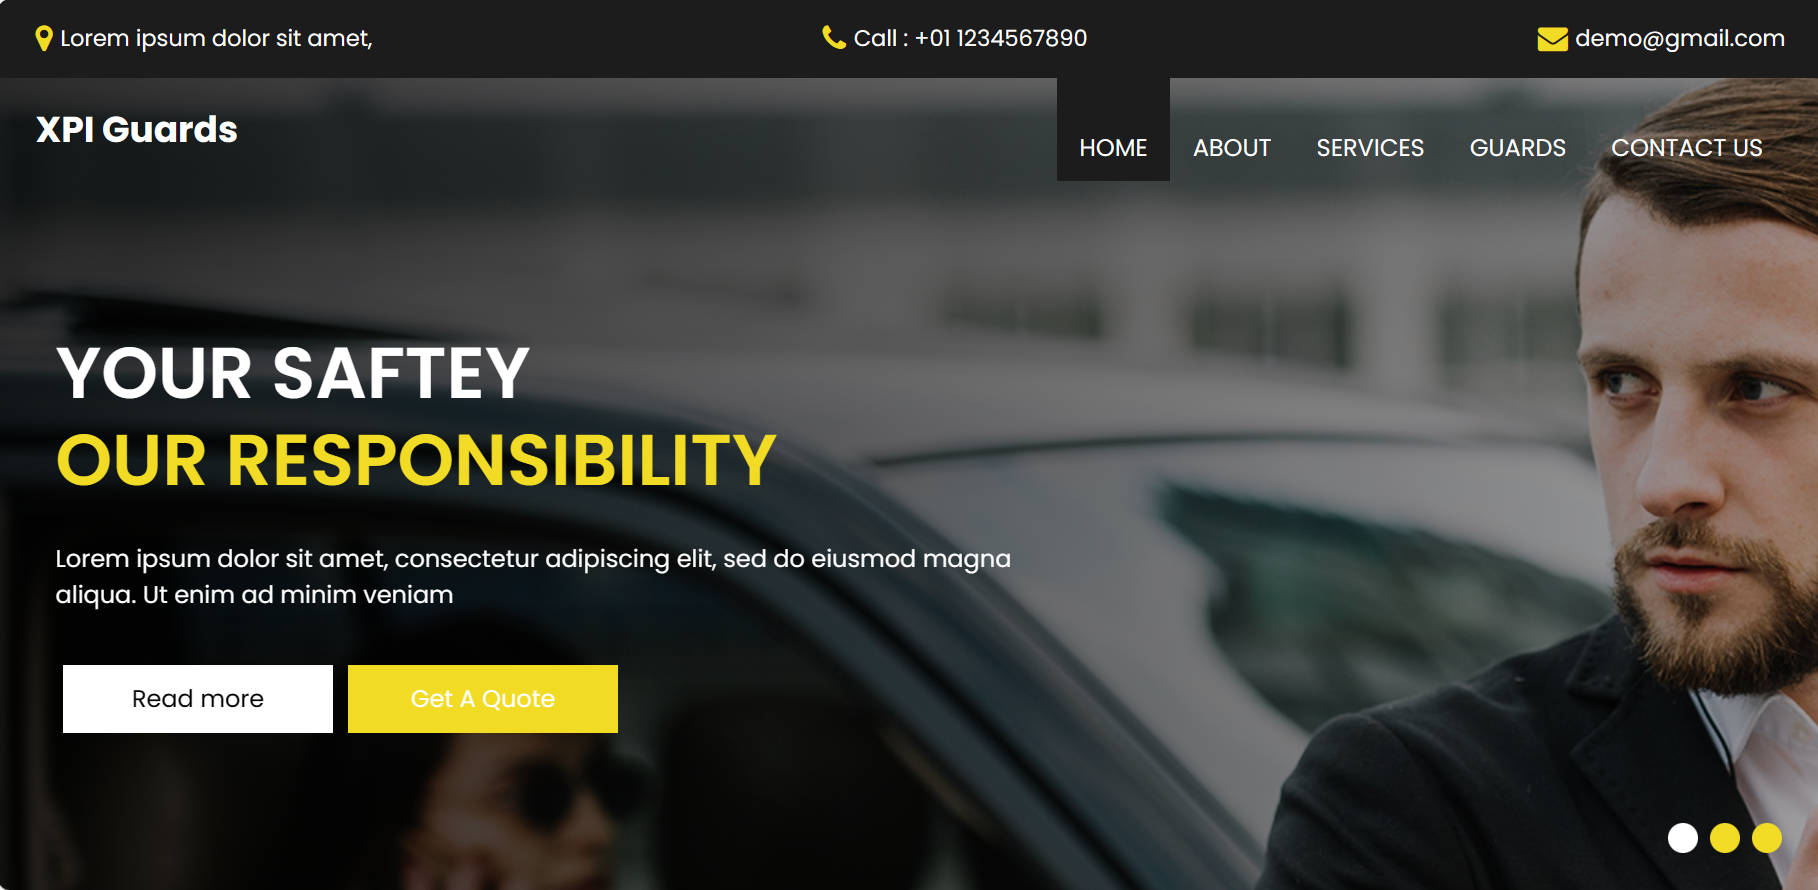 Lorem ipsum dolor sit amet,
Call : +01 1234567890
demo@gmail.com
XPI Guards
HOME
ABOUT
SERVICES
GUARDS
CONTACT US
YOUR SAFTEY
OUR RESPONSIBILITY
Lorem ipsum dolor sit amet, consectetur adipiscing elit, sed do eiusmod magna
aliqua. Ut enim ad minim veniam
Read more
Get A Quote